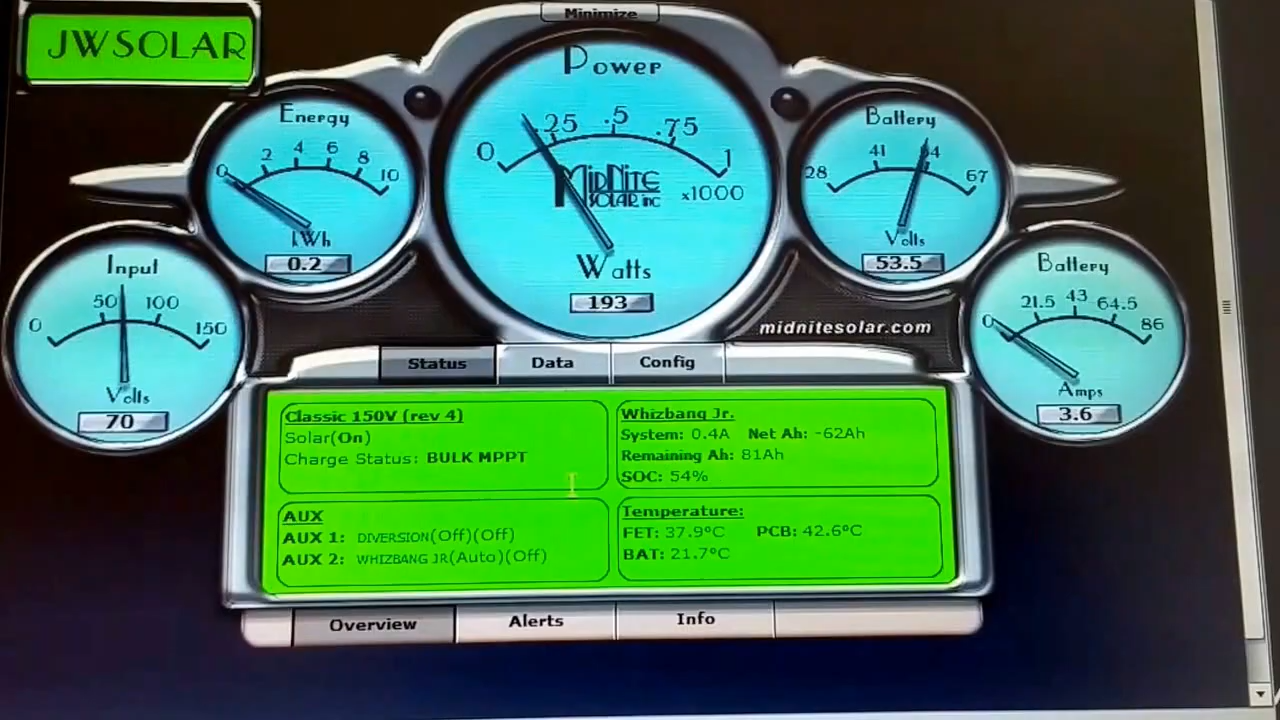 JWSOLAR
Minimize
Power
0 .25 .5 .75 1
x1000
MIDNITE
SOLAR INC
Watts
193
Energy
0 2 4 6 8 10
kWh
0.2
Battery
28 41 54 67
Volts
53.5
Input
0 50 100 150
Volts
70
Battery
0 21.5 43 64.5 86
Amps
3.6
midnitesolar.com
Status Data Config
Classic 150V (rev 4)
Solar(On)
Charge Status: BULK MPPT
Whizbang Jr.
System: 0.4A Net Ah: -62Ah
Remaining Ah: 81Ah
SOC: 54%
AUX
AUX 1: DIVERSION(Off)(Off)
AUX 2: WHIZBANG JR(Auto)(Off)
Temperature:
FET: 37.9°C PCB: 42.6°C
BAT: 21.7°C
Overview Alerts Info